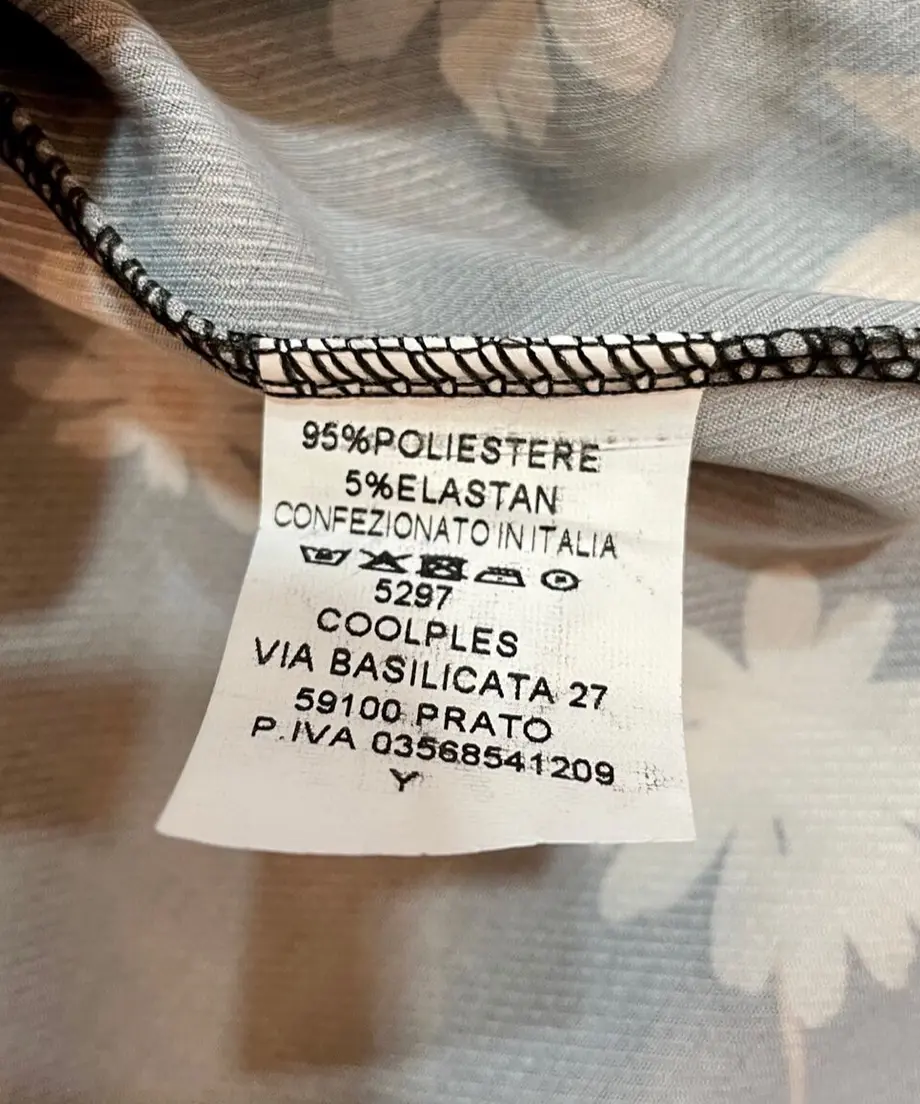 95%POLIESTERE
5%ELASTAN
CONFEZIONATO IN ITALIA
5297
COOLPLES
VIA BASILICATA 27
59100 PRATO
P.IVA 03568541209
Y